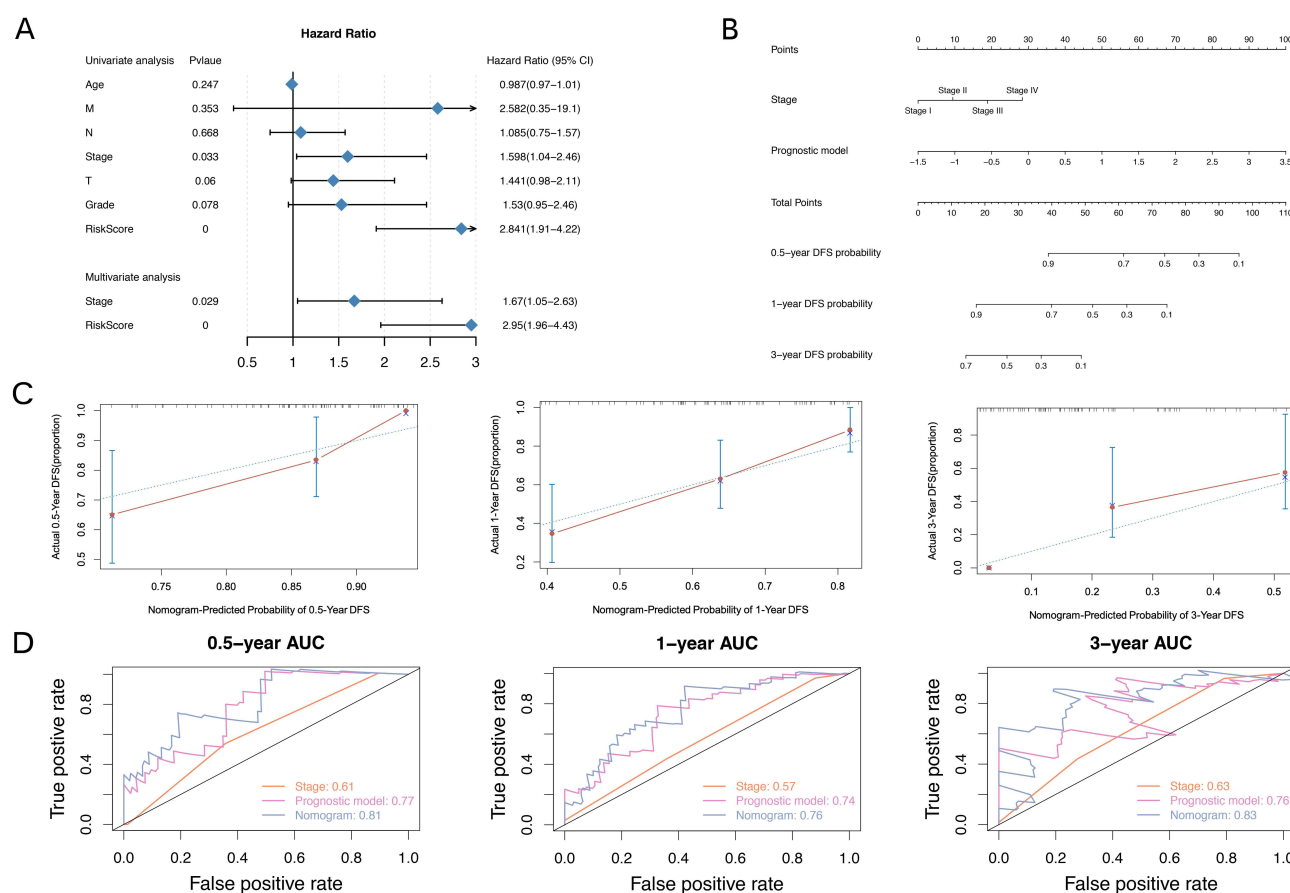 A
Hazard Ratio
Univariate analysis Pvlaue Hazard Ratio (95% CI)
Age 0.247 0.987(0.97–1.01)
M 0.353 2.582(0.35–19.1)
N 0.668 1.085(0.75–1.57)
Stage 0.033 1.598(1.04–2.46)
T 0.06 1.441(0.98–2.11)
Grade 0.078 1.53(0.95–2.46)
RiskScore 0 2.841(1.91–4.22)
Multivariate analysis
Stage 0.029 1.67(1.05–2.63)
RiskScore 0 2.95(1.96–4.43)
0.5 1 1.5 2 2.5 3
B
Points 0 10 20 30 40 50 60 70 80 90 100
Stage
Stage II Stage IV
Stage I Stage III
Prognostic model
−1.5 −1 −0.5 0 0.5 1 1.5 2 2.5 3 3.5
Total Points
0 10 20 30 40 50 60 70 80 90 100 110
0.5−year DFS probability
0.9 0.7 0.5 0.3 0.1
1−year DFS probability
0.9 0.7 0.5 0.3 0.1
3−year DFS probability
0.7 0.5 0.3 0.1
C
Actual 0.5-Year DFS(proportion)
1.0
0.9
0.8
0.7
0.6
0.5
0.75 0.80 0.85 0.90
Nomogram-Predicted Probability of 0.5-Year DFS
Actual 1-Year DFS(proportion)
1.0
0.8
0.6
0.4
0.2
0.4 0.5 0.6 0.7 0.8
Nomogram-Predicted Probability of 1-Year DFS
Actual 3-Year DFS(proportion)
0.8
0.6
0.4
0.2
0.0
0.1 0.2 0.3 0.4 0.5
Nomogram-Predicted Probability of 3-Year DFS
D
0.5−year AUC
True postive rate
0.8
0.4
0.0
Stage: 0.61
Prognostic model: 0.77
Nomogram: 0.81
0.0 0.2 0.4 0.6 0.8 1.0
False positive rate
1−year AUC
True postive rate
0.8
0.4
0.0
Stage: 0.57
Prognostic model: 0.74
Nomogram: 0.76
0.0 0.2 0.4 0.6 0.8 1.0
False positive rate
3−year AUC
True postive rate
0.8
0.4
0.0
Stage: 0.63
Prognostic model: 0.76
Nomogram: 0.83
0.0 0.2 0.4 0.6 0.8 1.0
False positive rate